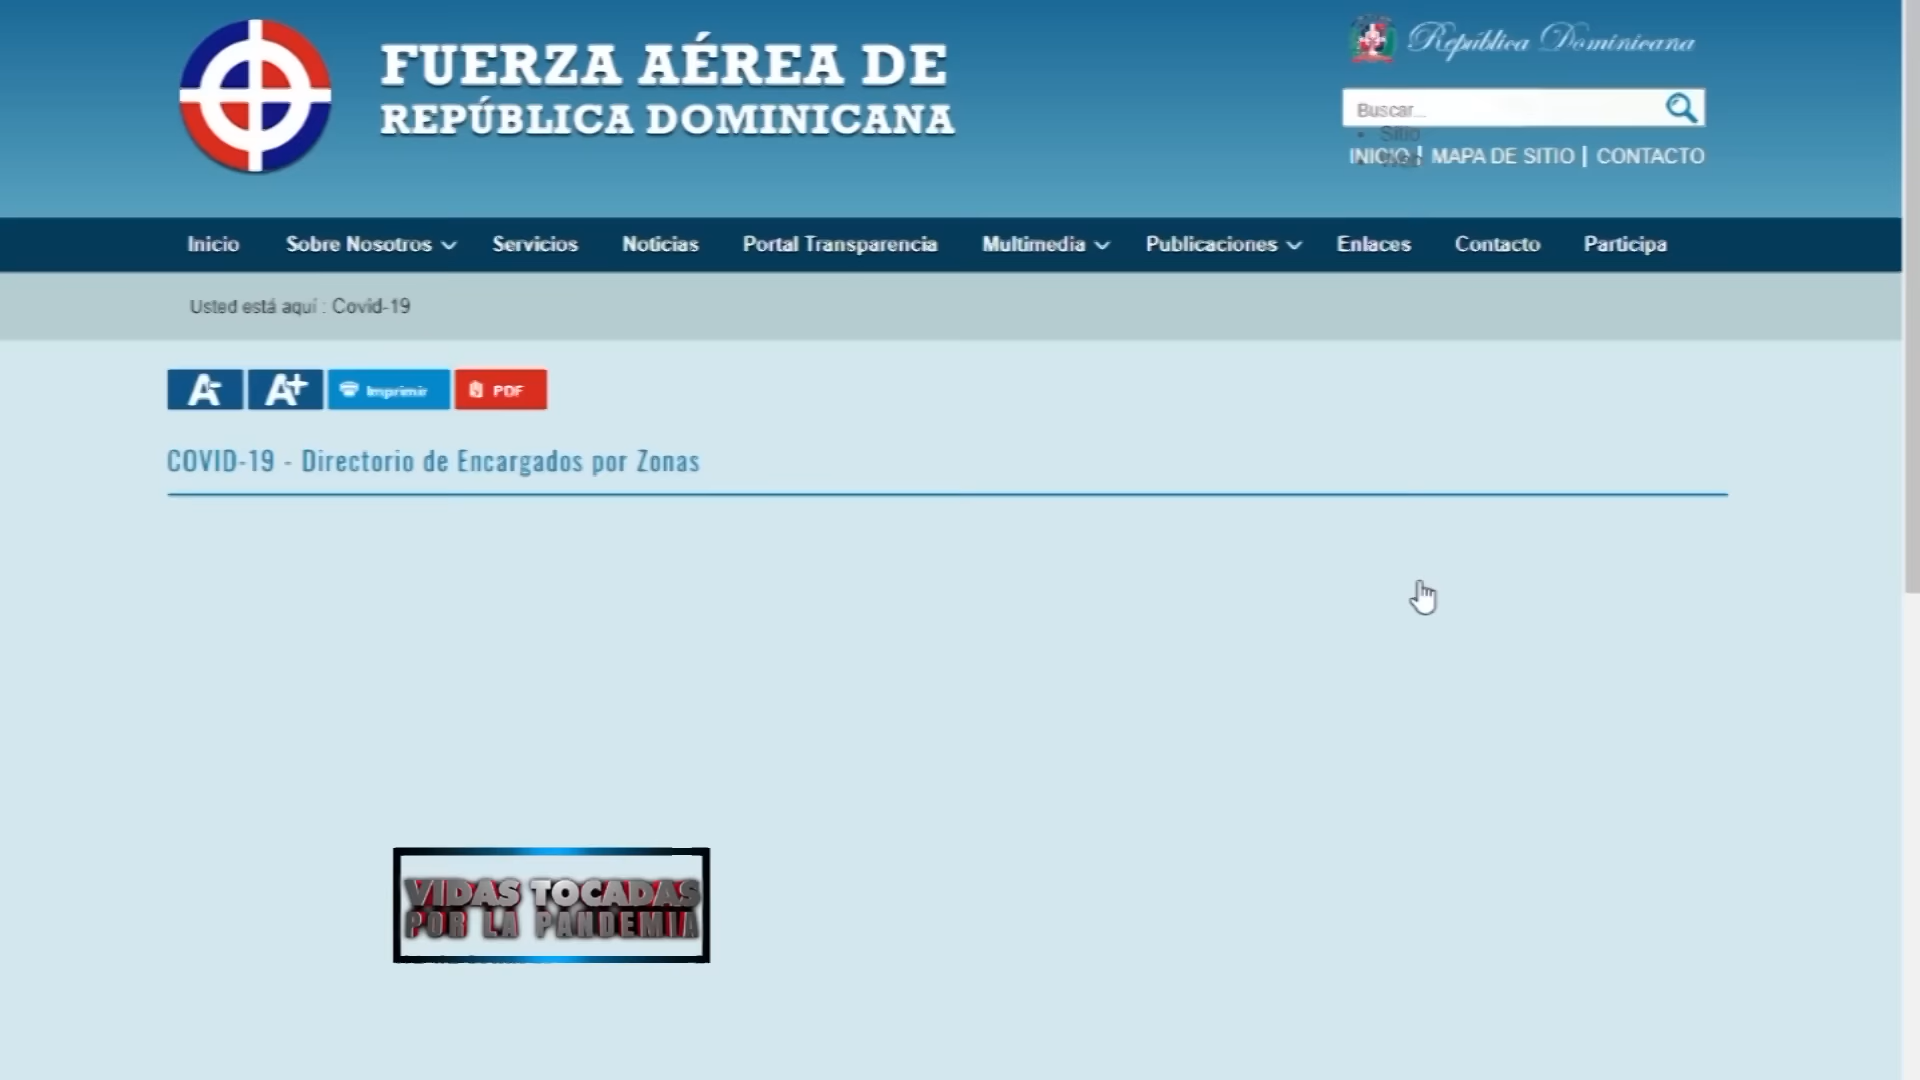 FUERZA AÉREA DE
REPÚBLICA DOMINICANA
República Dominicana
Buscar...
Sitio
INICIO | MAPA DE SITIO | CONTACTO
Inicio Sobre Nosotros Servicios Noticias Portal Transparencia Multimedia Publicaciones Enlaces Contacto Participa
Usted está aquí : Covid-19
A- A+ Imprimir PDF
COVID-19 - Directorio de Encargados por Zonas
VIDAS TOCADAS
POR LA PANDEMIA